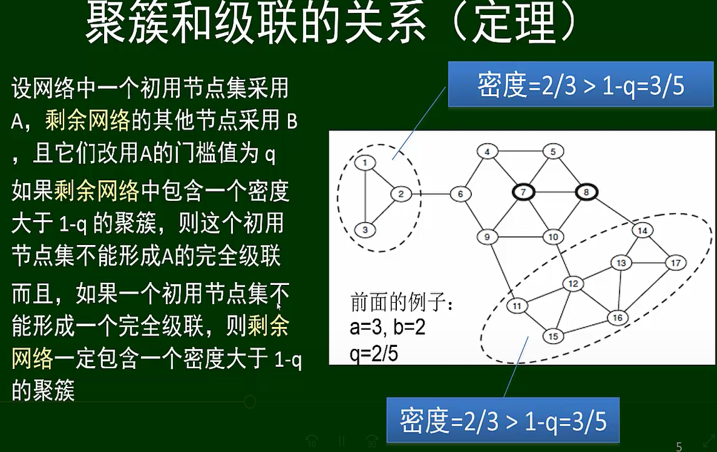 聚簇和级联的关系（定理）
密度=2/3 > 1-q=3/5
设网络中一个初用节点集采用
A，剩余网络的其他节点采用 B
，且它们改用A的门槛值为 q
如果剩余网络中包含一个密度
大于 1-q 的聚簇，则这个初用
节点集不能形成A的完全级联
而且，如果一个初用节点集不
能形成一个完全级联，则剩余
网络一定包含一个密度大于 1-q
的聚簇
1
2
3
4
5
6
7
8
9
10
11
12
13
14
15
16
17
前面的例子：
a=3, b=2
q=2/5
密度=2/3 > 1-q=3/5
5